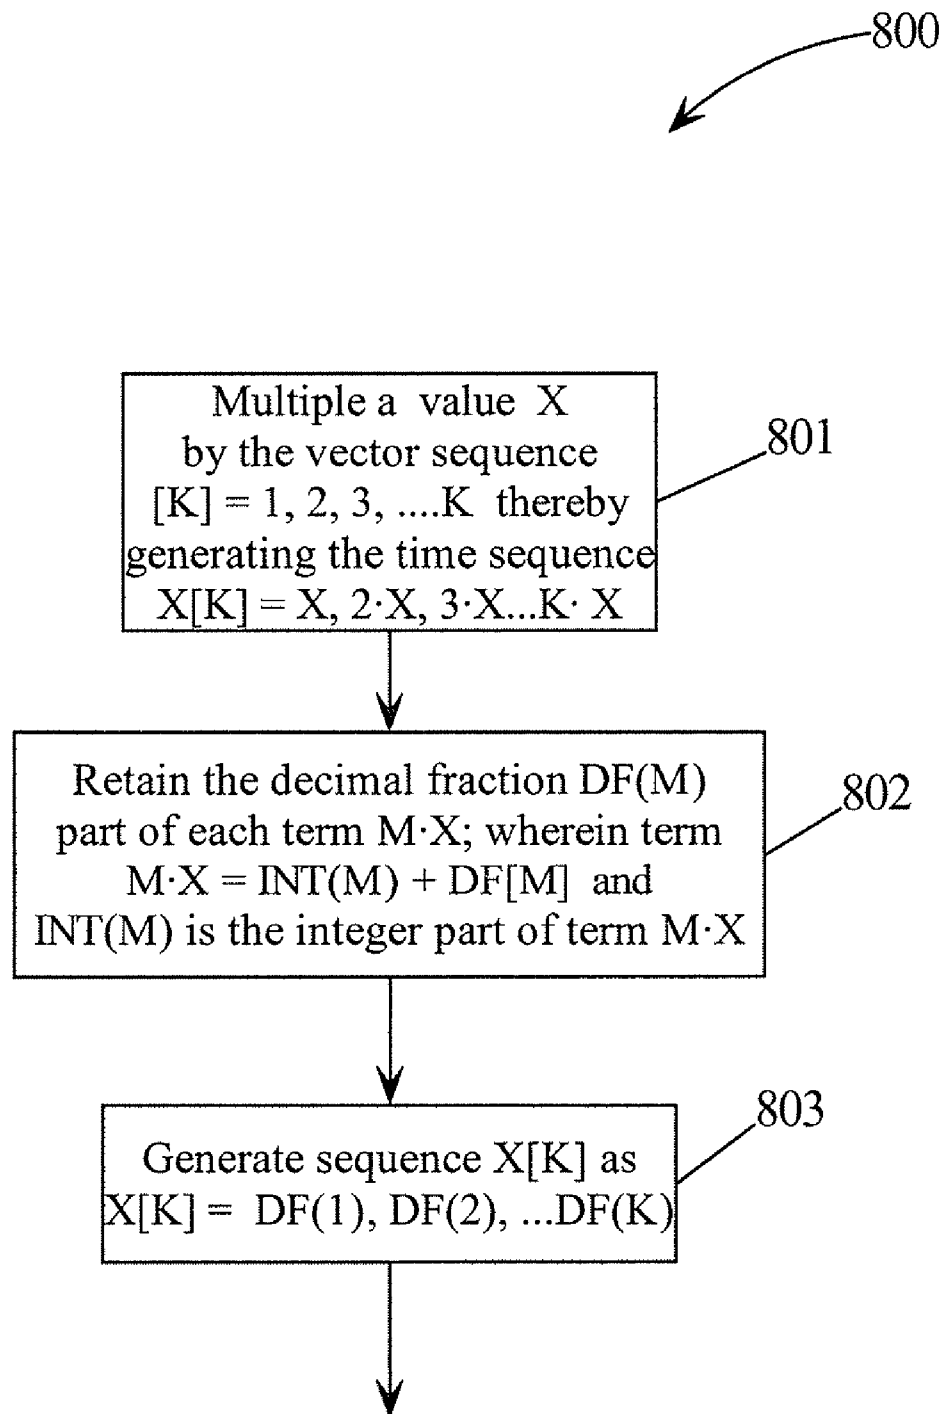 800
Multiple a value X
by the vector sequence
[K] = 1, 2, 3, ....K thereby
generating the time sequence
X[K] = X, 2·X, 3·X...K· X
801
Retain the decimal fraction DF(M)
part of each term M·X; wherein term
M·X = INT(M) + DF[M] and
INT(M) is the integer part of term M·X
802
Generate sequence X[K] as
X[K] = DF(1), DF(2), ...DF(K)
803